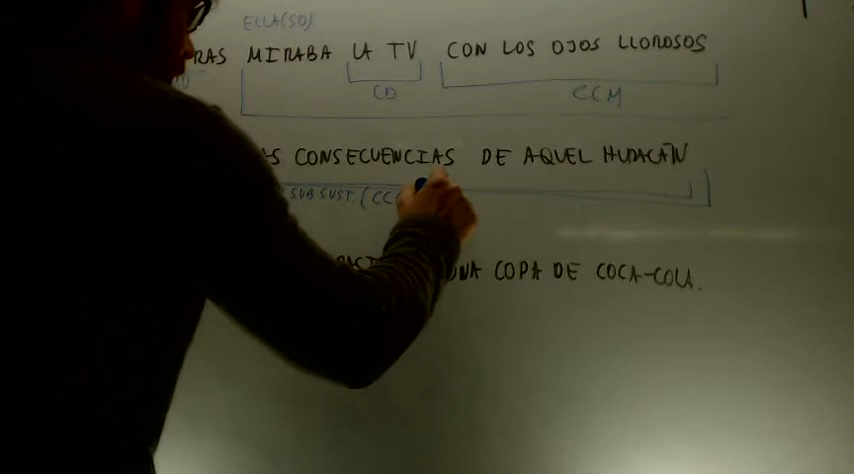 ELLA(SO)
RAS MIRABA LA TV CON LOS OJOS LLOROSOS
CD CCM
S CONSECUENCIAS DE AQUEL HURACÁN
SUB SUST. (CC
UNA COPA DE COCA-COLA.